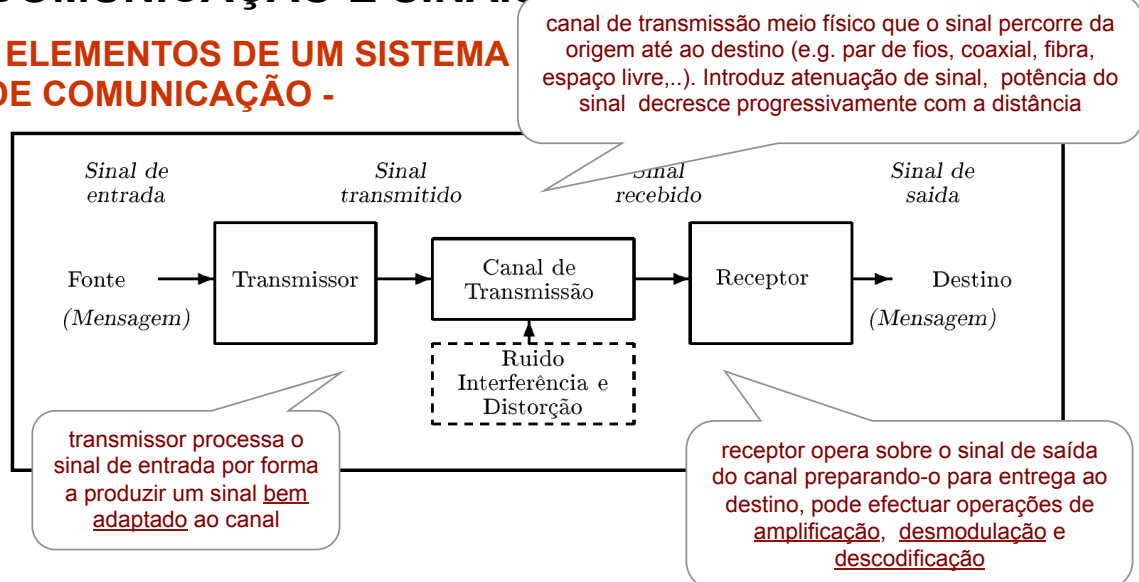 COMUNICAÇÃO E SINAIS
ELEMENTOS DE UM SISTEMA
DE COMUNICAÇÃO -
canal de transmissão meio físico que o sinal percorre da
origem até ao destino (e.g. par de fios, coaxial, fibra,
espaço livre,..). Introduz atenuação de sinal, potência do
sinal decresce progressivamente com a distância
Sinal de
entrada
Sinal
transmitido
Sinal
recebido
Sinal de
saida
Fonte
(Mensagem)
Transmissor
Canal de
Transmissão
Receptor
Destino
(Mensagem)
Ruido
Interferência e
Distorção
transmissor processa o
sinal de entrada por forma
a produzir um sinal bem
adaptado ao canal
receptor opera sobre o sinal de saída
do canal preparando-o para entrega ao
destino, pode efectuar operações de
amplificação, desmodulação e
descodificação